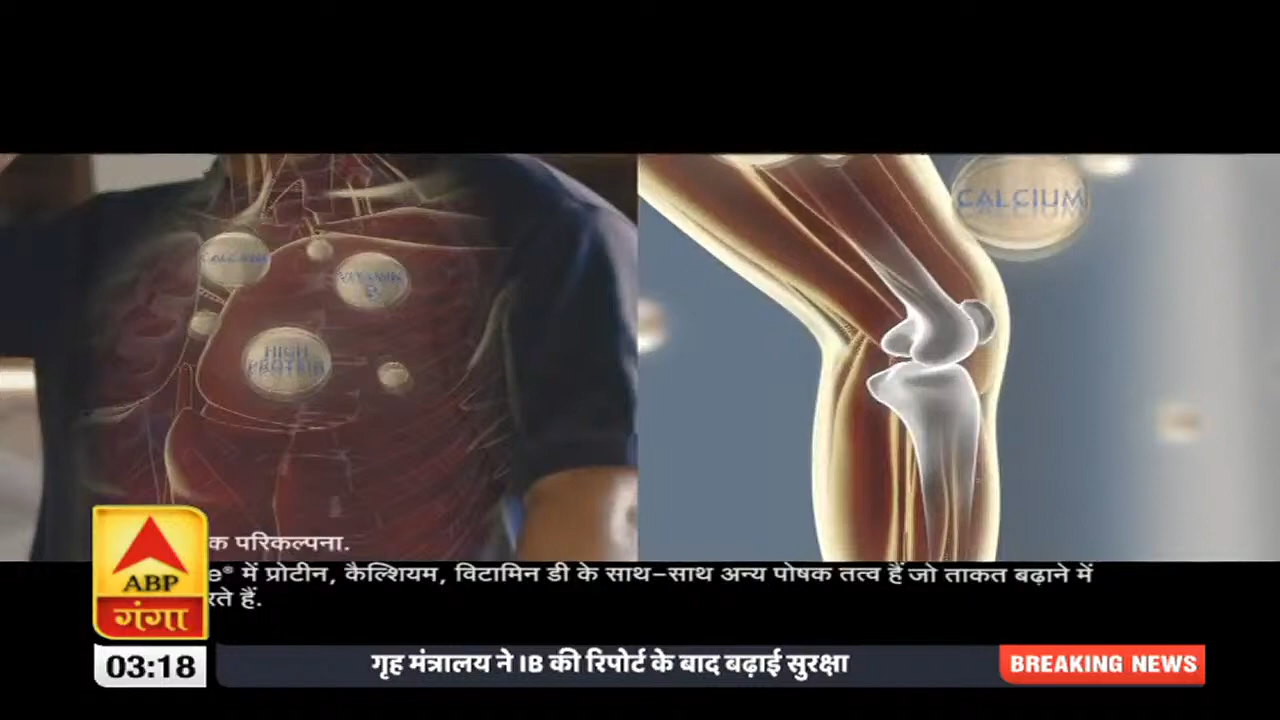 CALCIUM
CALCIUM
VITAMIN
D
HIGH
PROTEIN
क परिकल्पना.
e® में प्रोटीन, कैल्शियम, विटामिन डी के साथ-साथ अन्य पोषक तत्व हैं जो ताकत बढ़ाने में
रते हैं.
ABP
गंगा
03:18
गृह मंत्रालय ने IB की रिपोर्ट के बाद बढ़ाई सुरक्षा
BREAKING NEWS